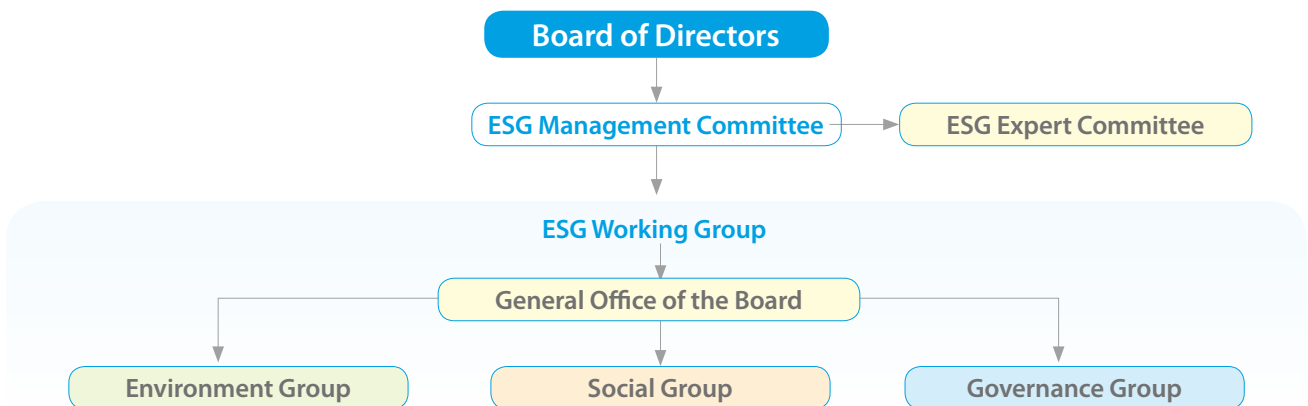 Board of Directors
ESG Management Committee
ESG Expert Committee
ESG Working Group
General Office of the Board
Environment Group
Social Group
Governance Group